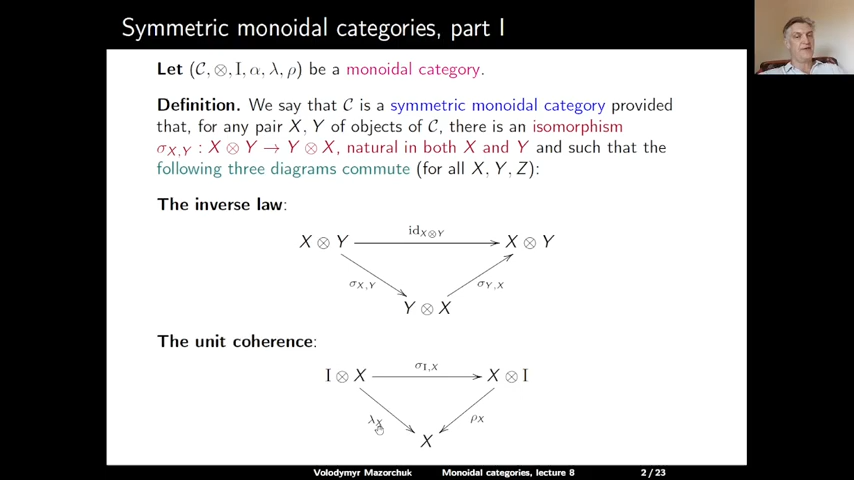 Symmetric monoidal categories, part I
Let (𝒞, ⊗, I, α, λ, ρ) be a monoidal category.
Definition. We say that 𝒞 is a symmetric monoidal category provided
that, for any pair X, Y of objects of 𝒞, there is an isomorphism
σ_{X,Y} : X ⊗ Y → Y ⊗ X, natural in both X and Y and such that the
following three diagrams commute (for all X, Y, Z):
The inverse law:
id_{X⊗Y}
X ⊗ Y X ⊗ Y
σ_{X,Y} σ_{Y,X}
Y ⊗ X
The unit coherence:
σ_{I,X}
I ⊗ X X ⊗ I
λ_X ρ_X
X
Volodymyr Mazorchuk Monoidal categories, lecture 8 2/23